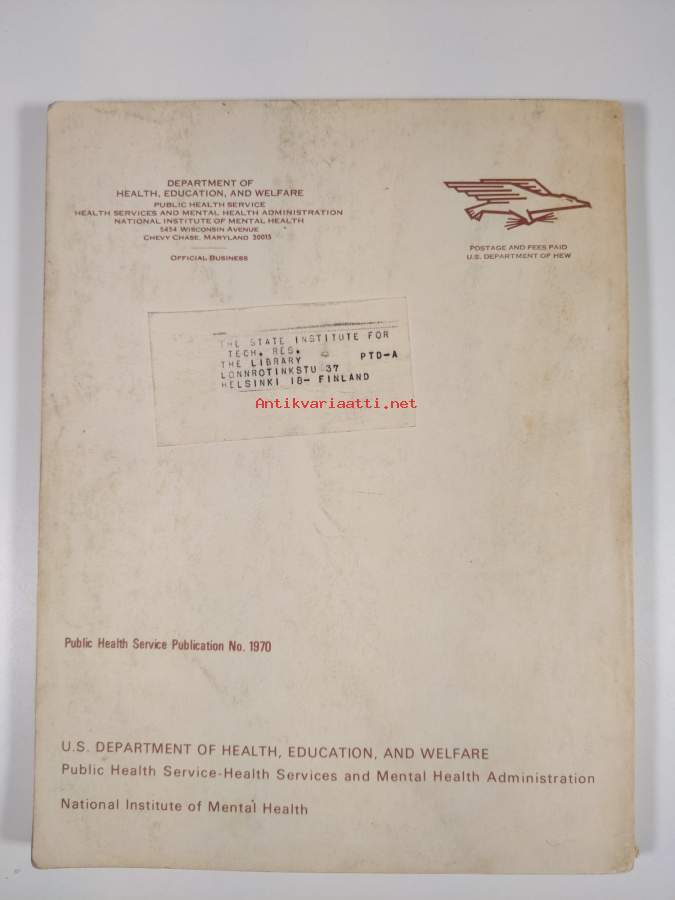 DEPARTMENT OF
HEALTH, EDUCATION, AND WELFARE
PUBLIC HEALTH SERVICE
HEALTH SERVICES AND MENTAL HEALTH ADMINISTRATION
NATIONAL INSTITUTE OF MENTAL HEALTH
5454 WISCONSIN AVENUE
CHEVY CHASE, MARYLAND 20015
OFFICIAL BUSINESS
POSTAGE AND FEES PAID
U.S. DEPARTMENT OF HEW
THE STATE INSTITUTE FOR
TECH. RES.
THE LIBRARY PTD-A
LONNROTINKSTU 37
HELSINKI 18- FINLAND
Antikvariaatti.net
Public Health Service Publication No. 1970
U.S. DEPARTMENT OF HEALTH, EDUCATION, AND WELFARE
Public Health Service-Health Services and Mental Health Administration
National Institute of Mental Health